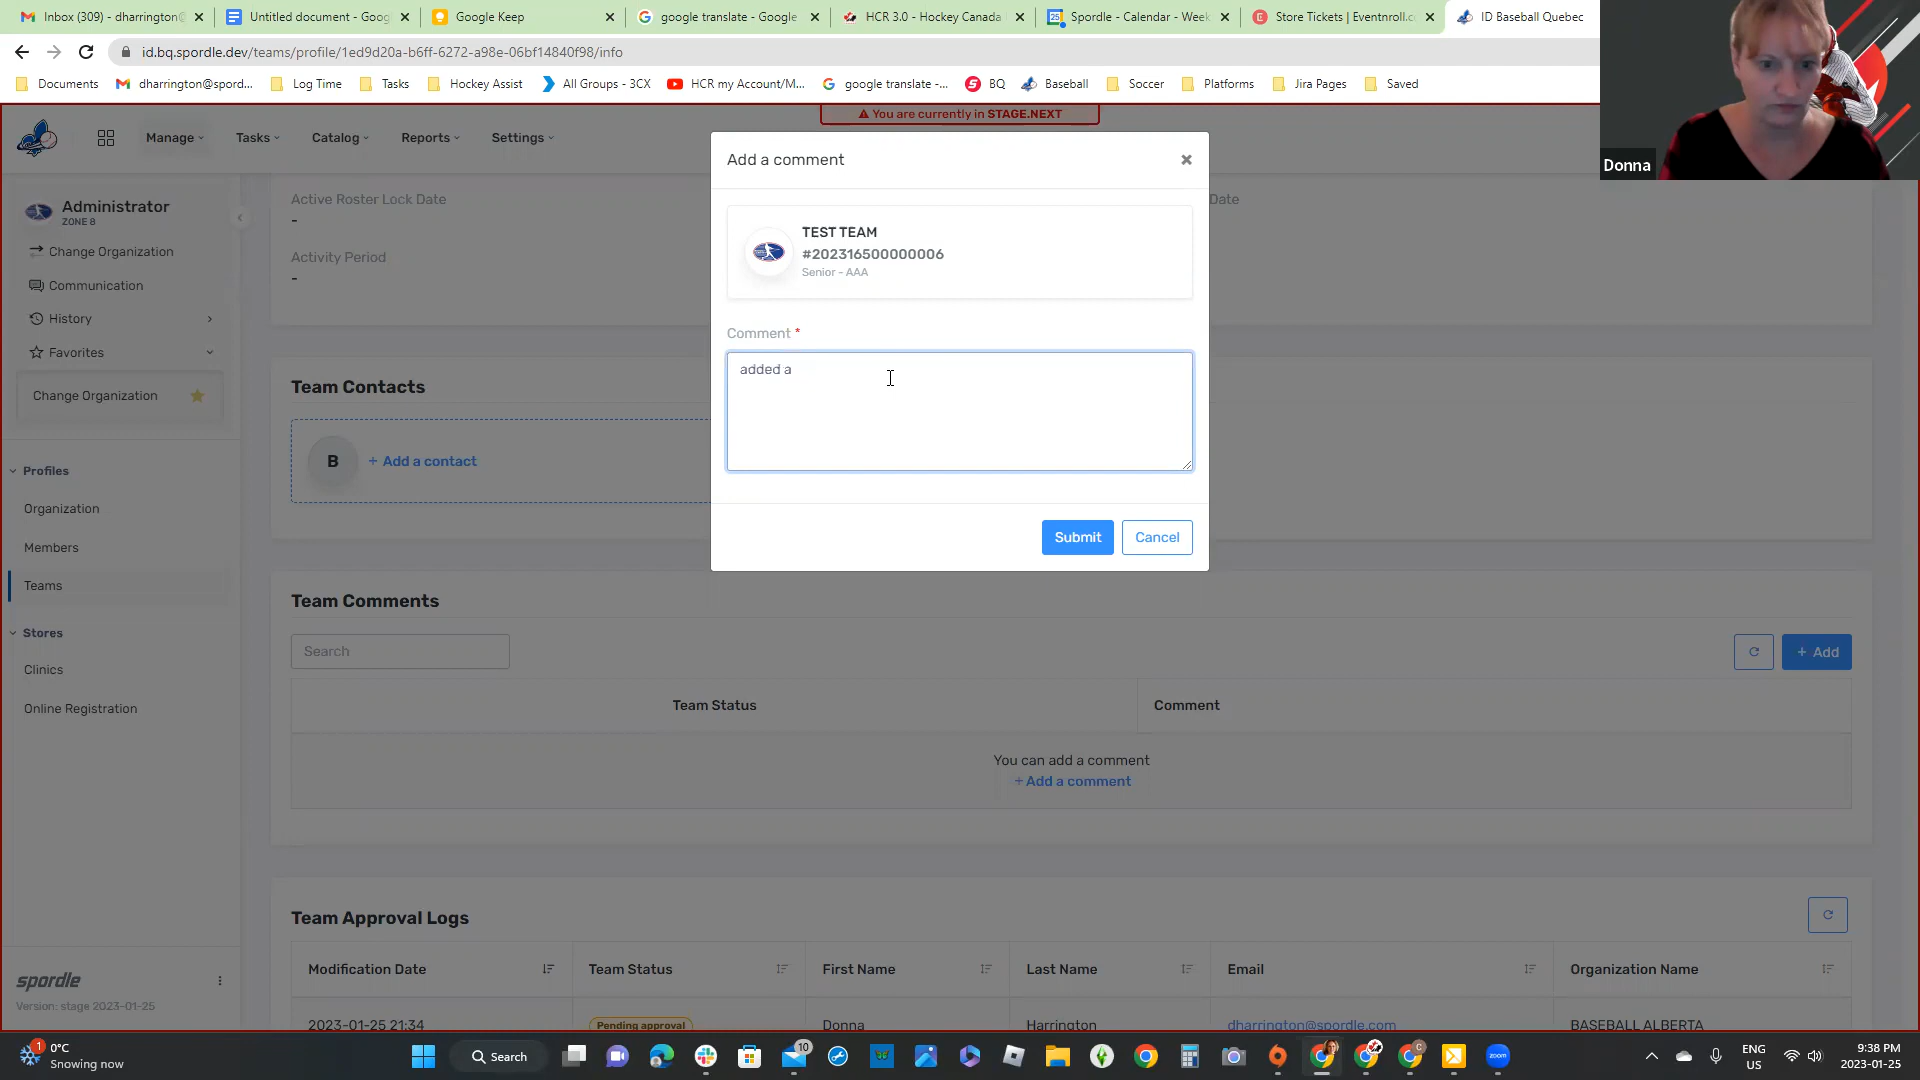 Inbox (309) - dharrington@
Untitled document - Goog
Google Keep
google translate - Google
HCR 3.0 - Hockey Canada
Spordle - Calendar - Week
Store Tickets | Eventnroll.c
ID Baseball Quebec
id.bq.spordle.dev/teams/profile/1ed9d20a-b6ff-6272-a98e-06bf14840f98/info
Documents
dharrington@spord...
Log Time
Tasks
Hockey Assist
All Groups - 3CX
HCR my Account/M...
google translate -...
BQ
Baseball
Soccer
Platforms
Jira Pages
Saved
Donna
You are currently in STAGE.NEXT
Manage
Tasks
Catalog
Reports
Settings
Administrator
ZONE 8
Change Organization
Communication
History
Favorites
Change Organization
Profiles
Organization
Members
Teams
Stores
Clinics
Online Registration
spordle
Version: stage 2023-01-25
Active Roster Lock Date
-
Date
Activity Period
-
Team Contacts
B
+ Add a contact
Add a comment
TEST TEAM
#202316500000006
Senior - AAA
Comment *
added a
Submit
Cancel
Team Comments
Search
+ Add
Team Status
Comment
You can add a comment
+ Add a comment
Team Approval Logs
Modification Date
Team Status
First Name
Last Name
Email
Organization Name
2023-01-25 21:34
Pending approval
Donna
Harrington
dharrington@spordle.com
BASEBALL ALBERTA
1
0°C
Snowing now
Search
10
C
zoom
ENG
US
9:38 PM
2023-01-25